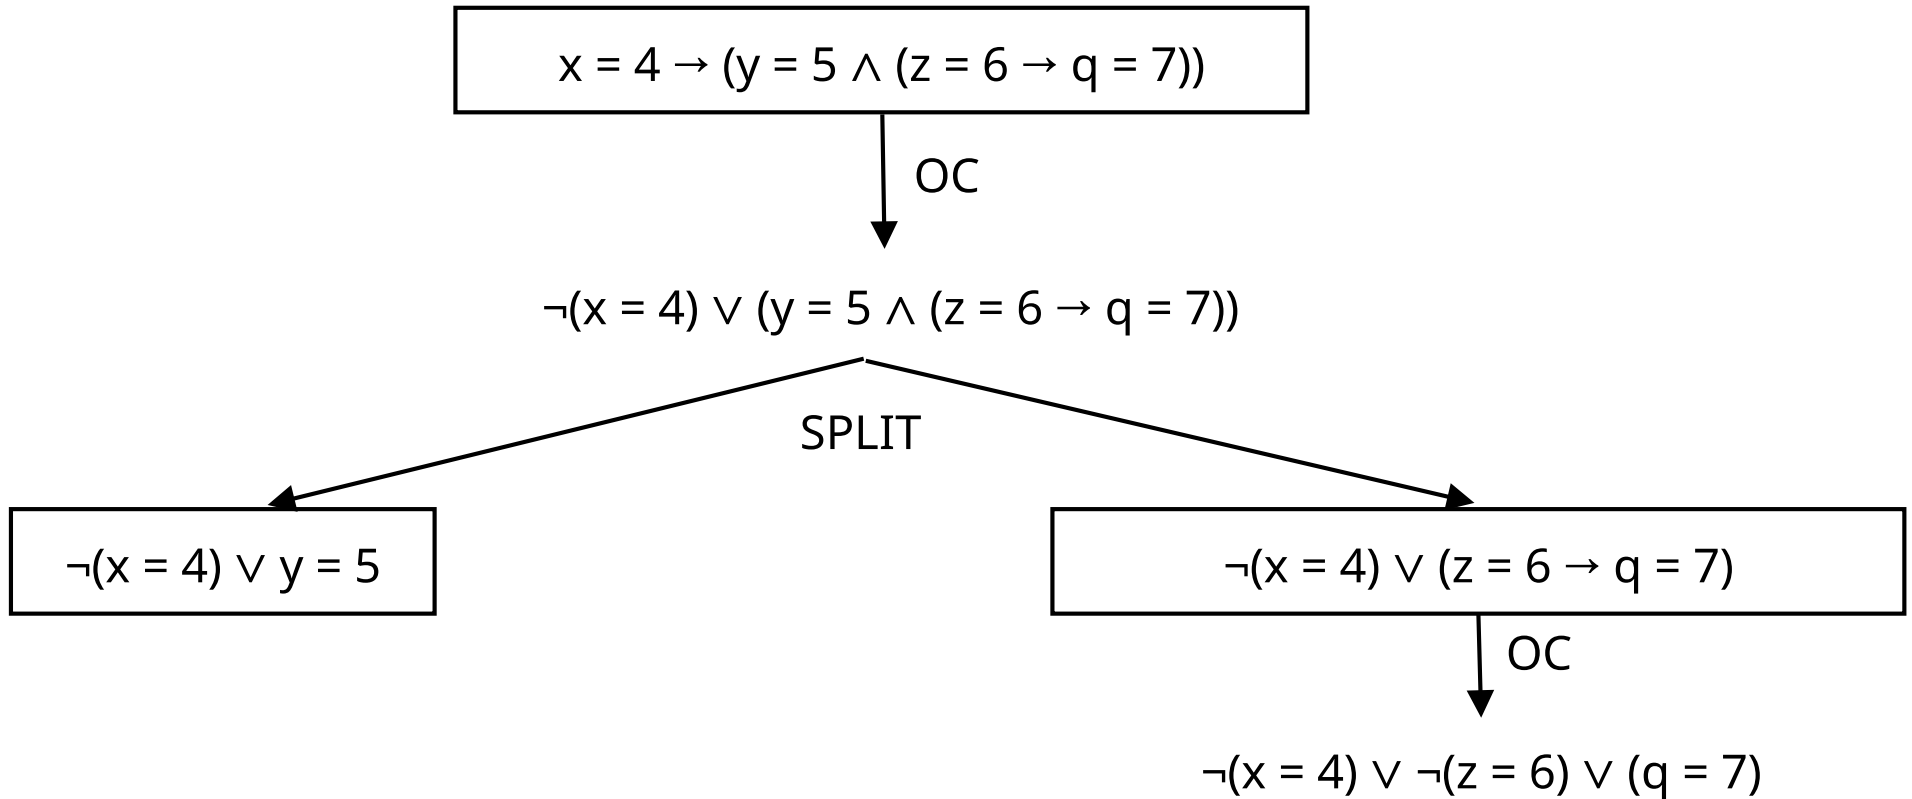 x = 4 → (y = 5 ∧ (z = 6 → q = 7))
OC
¬(x = 4) ∨ (y = 5 ∧ (z = 6 → q = 7))
SPLIT
¬(x = 4) ∨ y = 5
¬(x = 4) ∨ (z = 6 → q = 7)
OC
¬(x = 4) ∨ ¬(z = 6) ∨ (q = 7)